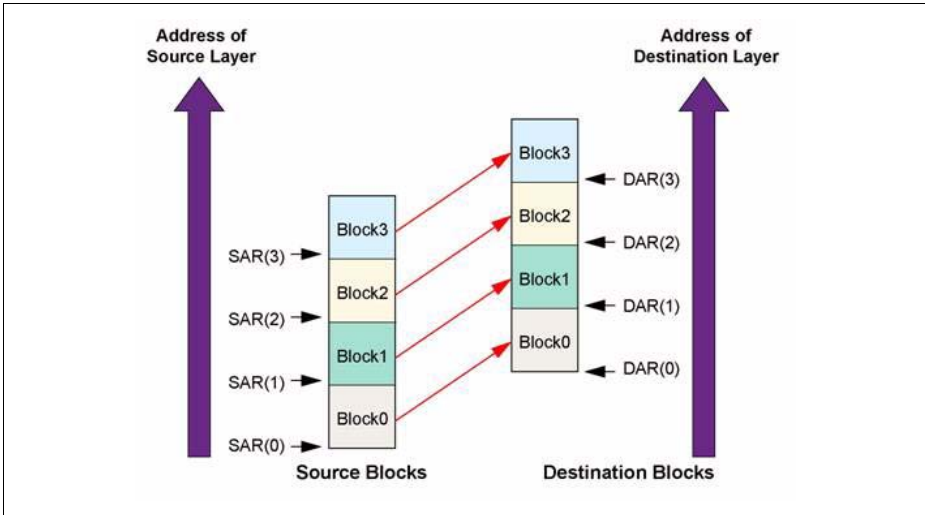 Address of
Source Layer
Address of
Destination Layer
Block3
Block2
Block1
Block0
SAR(3)
SAR(2)
SAR(1)
SAR(0)
Block3
Block2
Block1
Block0
DAR(3)
DAR(2)
DAR(1)
DAR(0)
Source Blocks
Destination Blocks